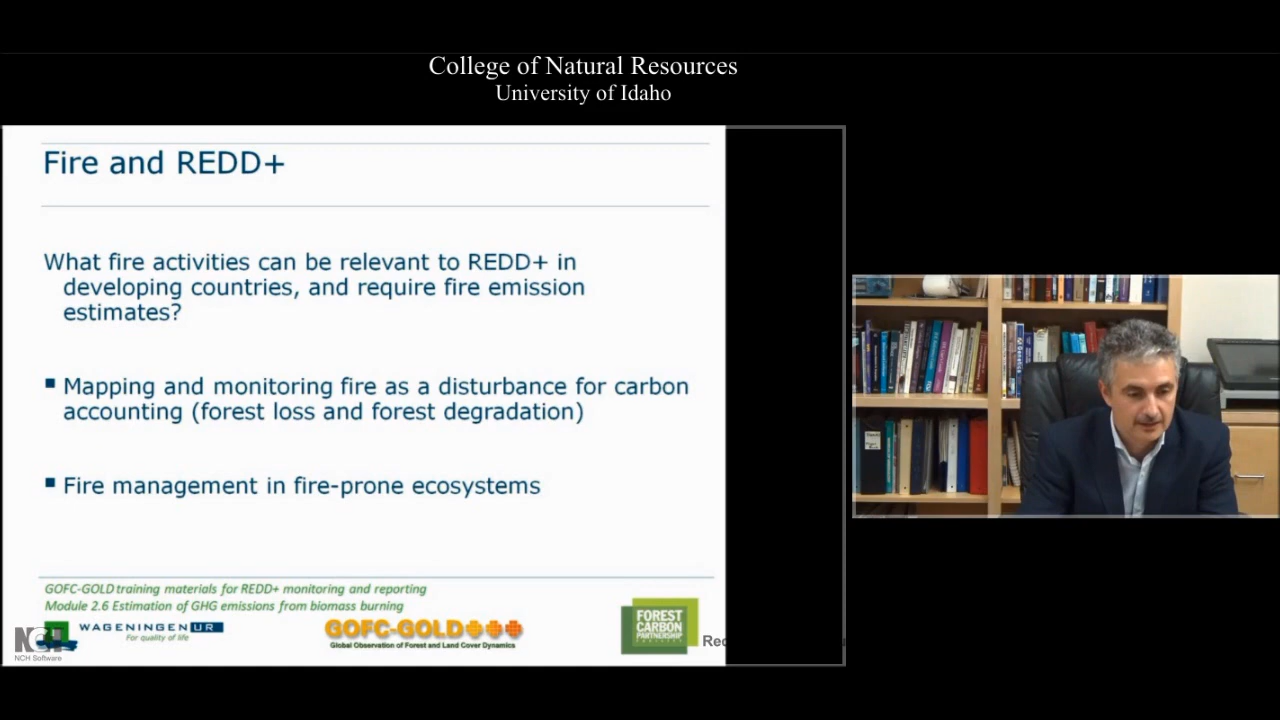 College of Natural Resources
University of Idaho
Fire and REDD+
What fire activities can be relevant to REDD+ in
developing countries, and require fire emission
estimates?
Mapping and monitoring fire as a disturbance for carbon
accounting (forest loss and forest degradation)
Fire management in fire-prone ecosystems
GOFC-GOLD training materials for REDD+ monitoring and reporting
Module 2.6 Estimation of GHG emissions from biomass burning
WAGENINGEN UR
For quality of life
GOFC-GOLD
Global Observation of Forest and Land Cover Dynamics
FOREST
CARBON
PARTNERSHIP
NCH
NCH Software